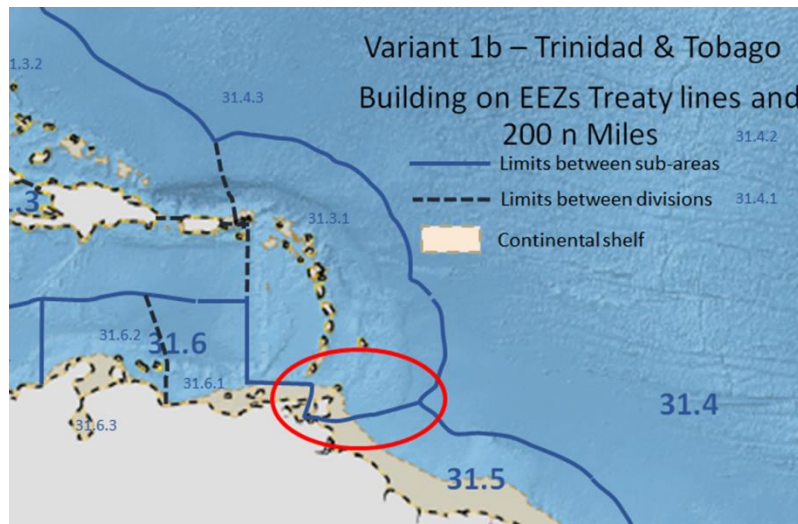 Variant 1b – Trinidad & Tobago
1.3.2
31.4.3
Building on EEZs Treaty lines and
200 n Miles
31.4.2
Limits between sub-areas
Limits between divisions
31.4.1
.3
31.3.1
Continental shelf
31.6.2
31.6
31.6.1
31.4
31.6.3
31.5